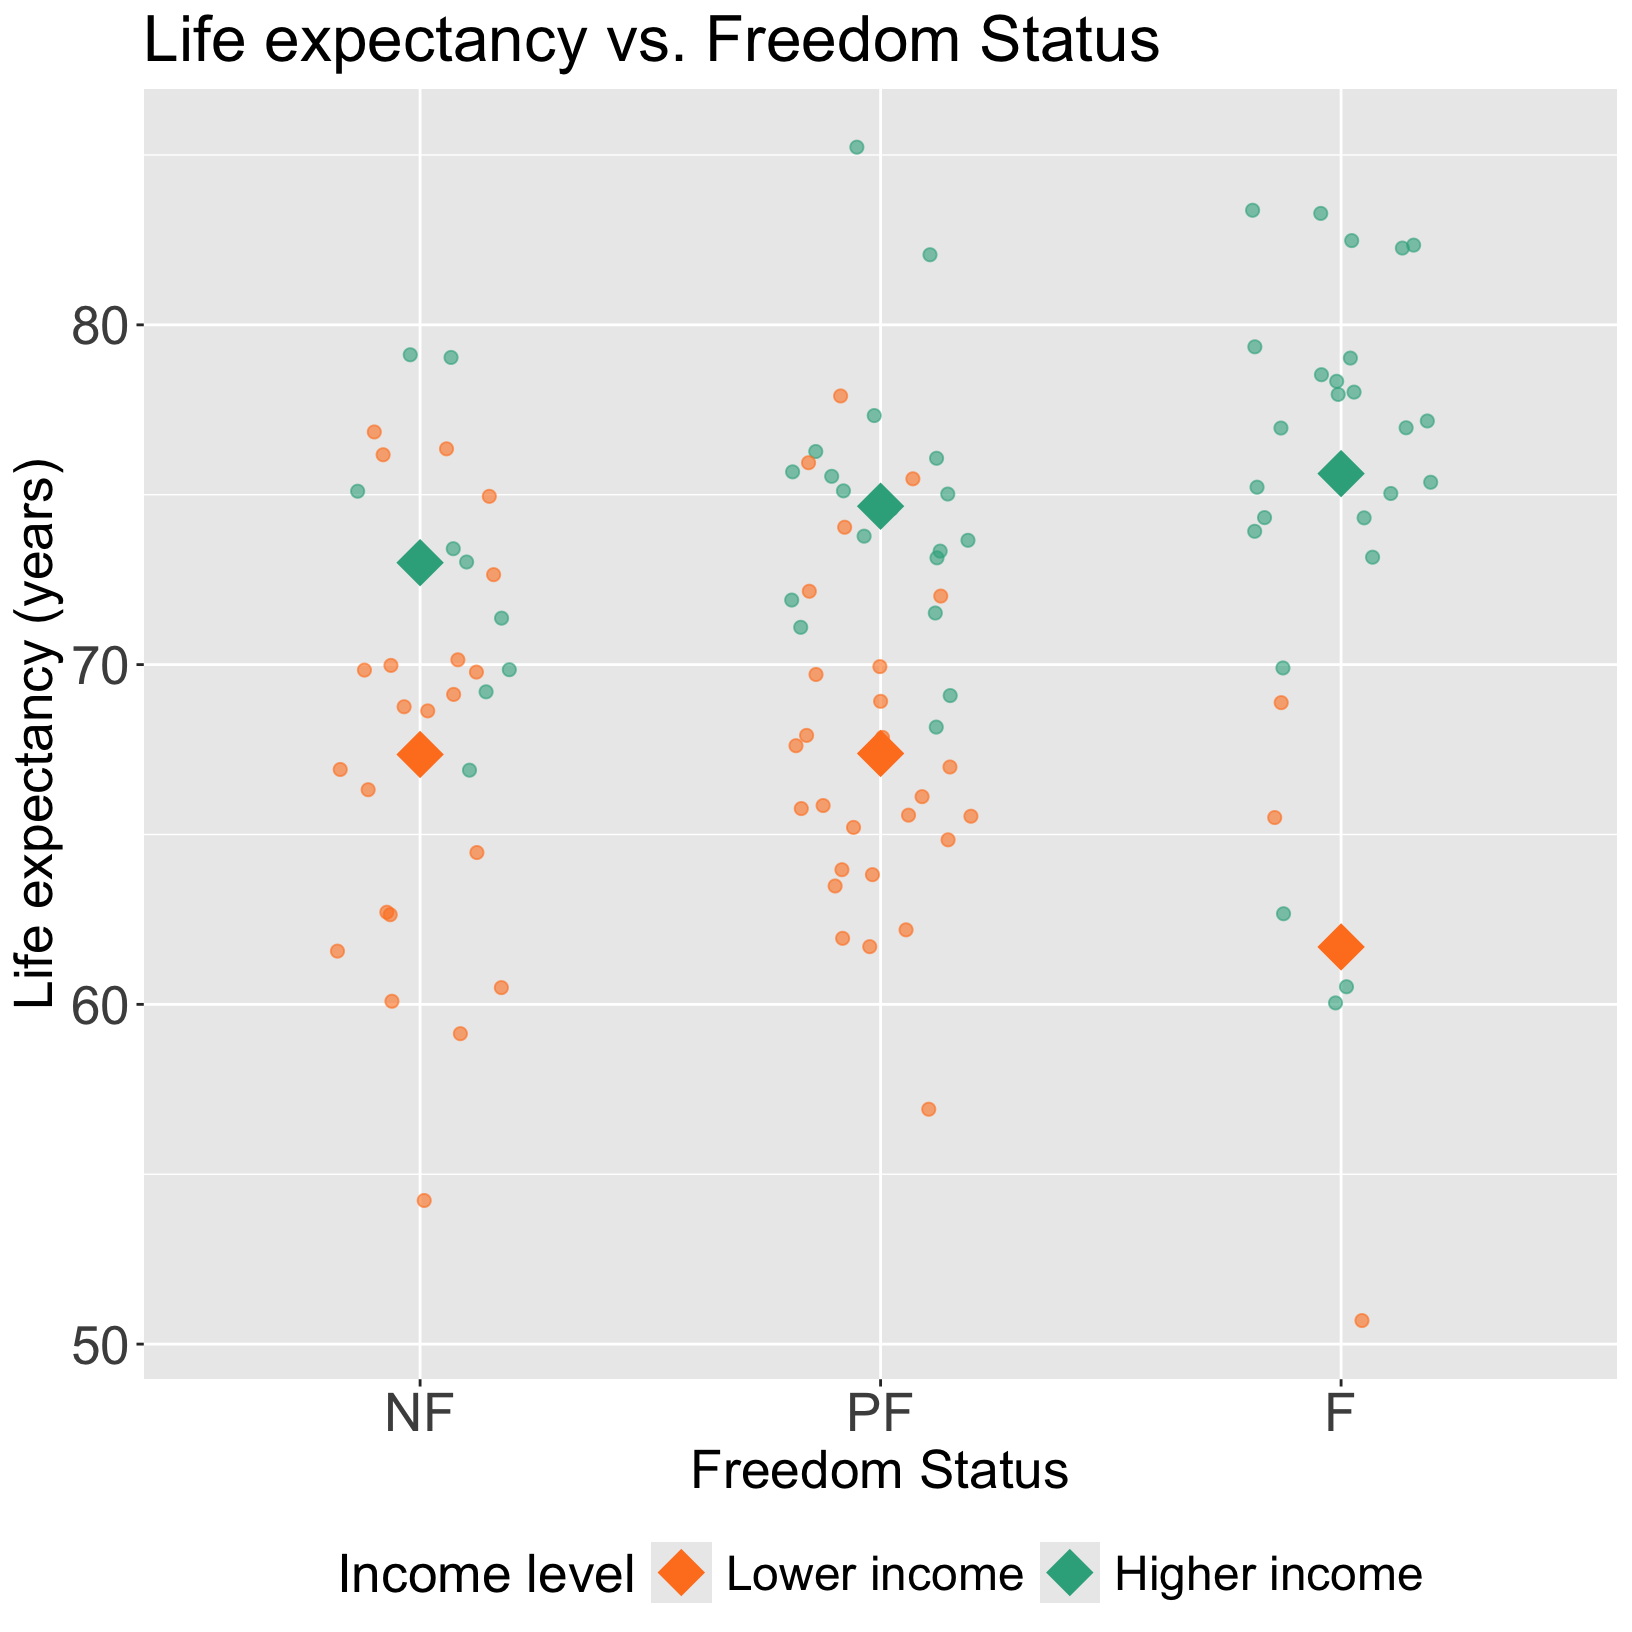 Life expectancy vs. Freedom Status
Life expectancy (years)
80
70
60
50
NF PF F
Freedom Status
Income level Lower income Higher income